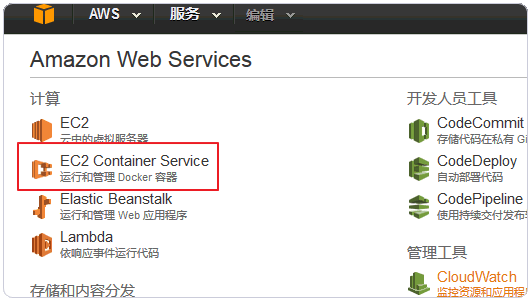 AWS 服务 编辑
Amazon Web Services
计算
EC2
云中的虚拟服务器
EC2 Container Service
运行和管理 Docker 容器
Elastic Beanstalk
运行和管理 Web 应用程序
Lambda
依响应事件运行代码
存储和内容分发
开发人员工具
CodeCommit
存储代码在私有 Gi
CodeDeploy
自动部署代码
CodePipeline
使用持续交付发布软
管理工具
CloudWatch
监控资源和应用程